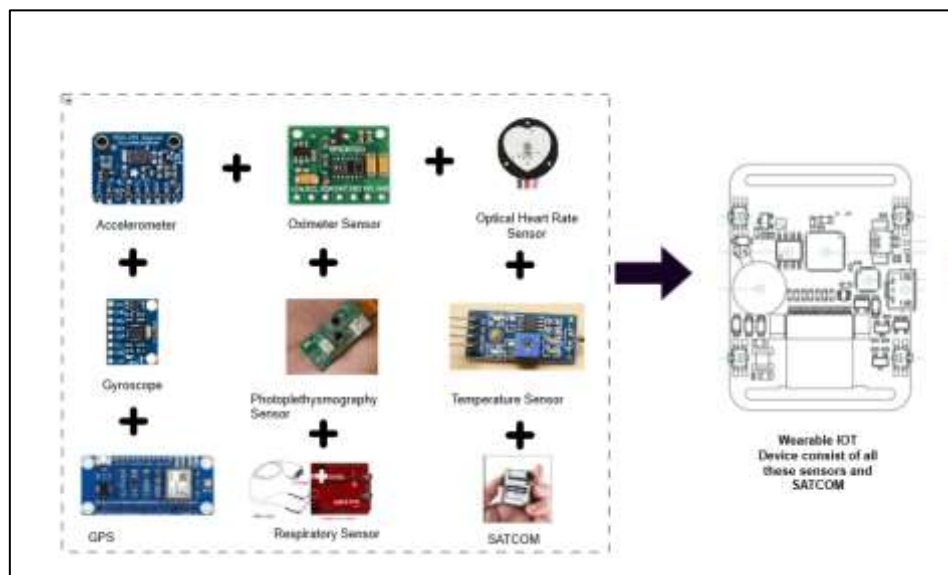 Accelerometer
Oximeter Sensor
Optical Heart Rate
Sensor
Gyroscope
Photoplethysmography
Sensor
Temperature Sensor
GPS
Respiratory Sensor
SATCOM
Wearable IOT
Device consist of all
these sensors and
SATCOM